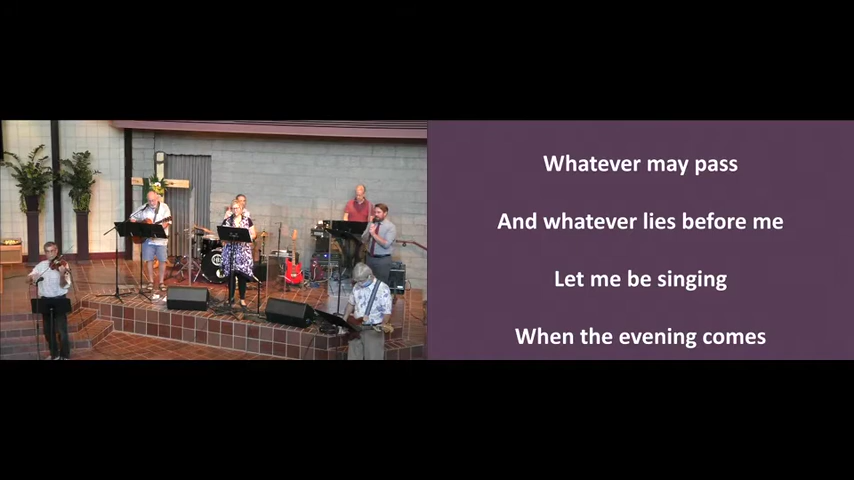 Whatever may pass
And whatever lies before me
Let me be singing
When the evening comes